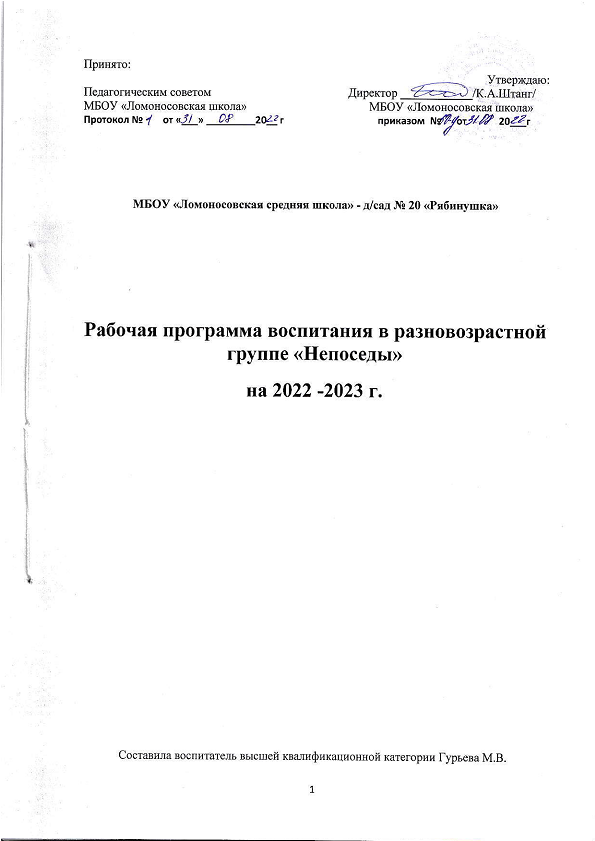 Принято:
Утверждаю:
Педагогическим советом Директор ____________/К.А.Штанг/
МБОУ «Ломоносовская школа» МБОУ «Ломоносовская школа»
Протокол № 1 от «31» 08 2022 г приказом № от 31.08 2022 г
МБОУ «Ломоносовская средняя школа» - д/сад № 20 «Рябинушка»
Рабочая программа воспитания в разновозрастной
группе «Непоседы»
на 2022 -2023 г.
Составила воспитатель высшей квалификационной категории Гурьева М.В.
1